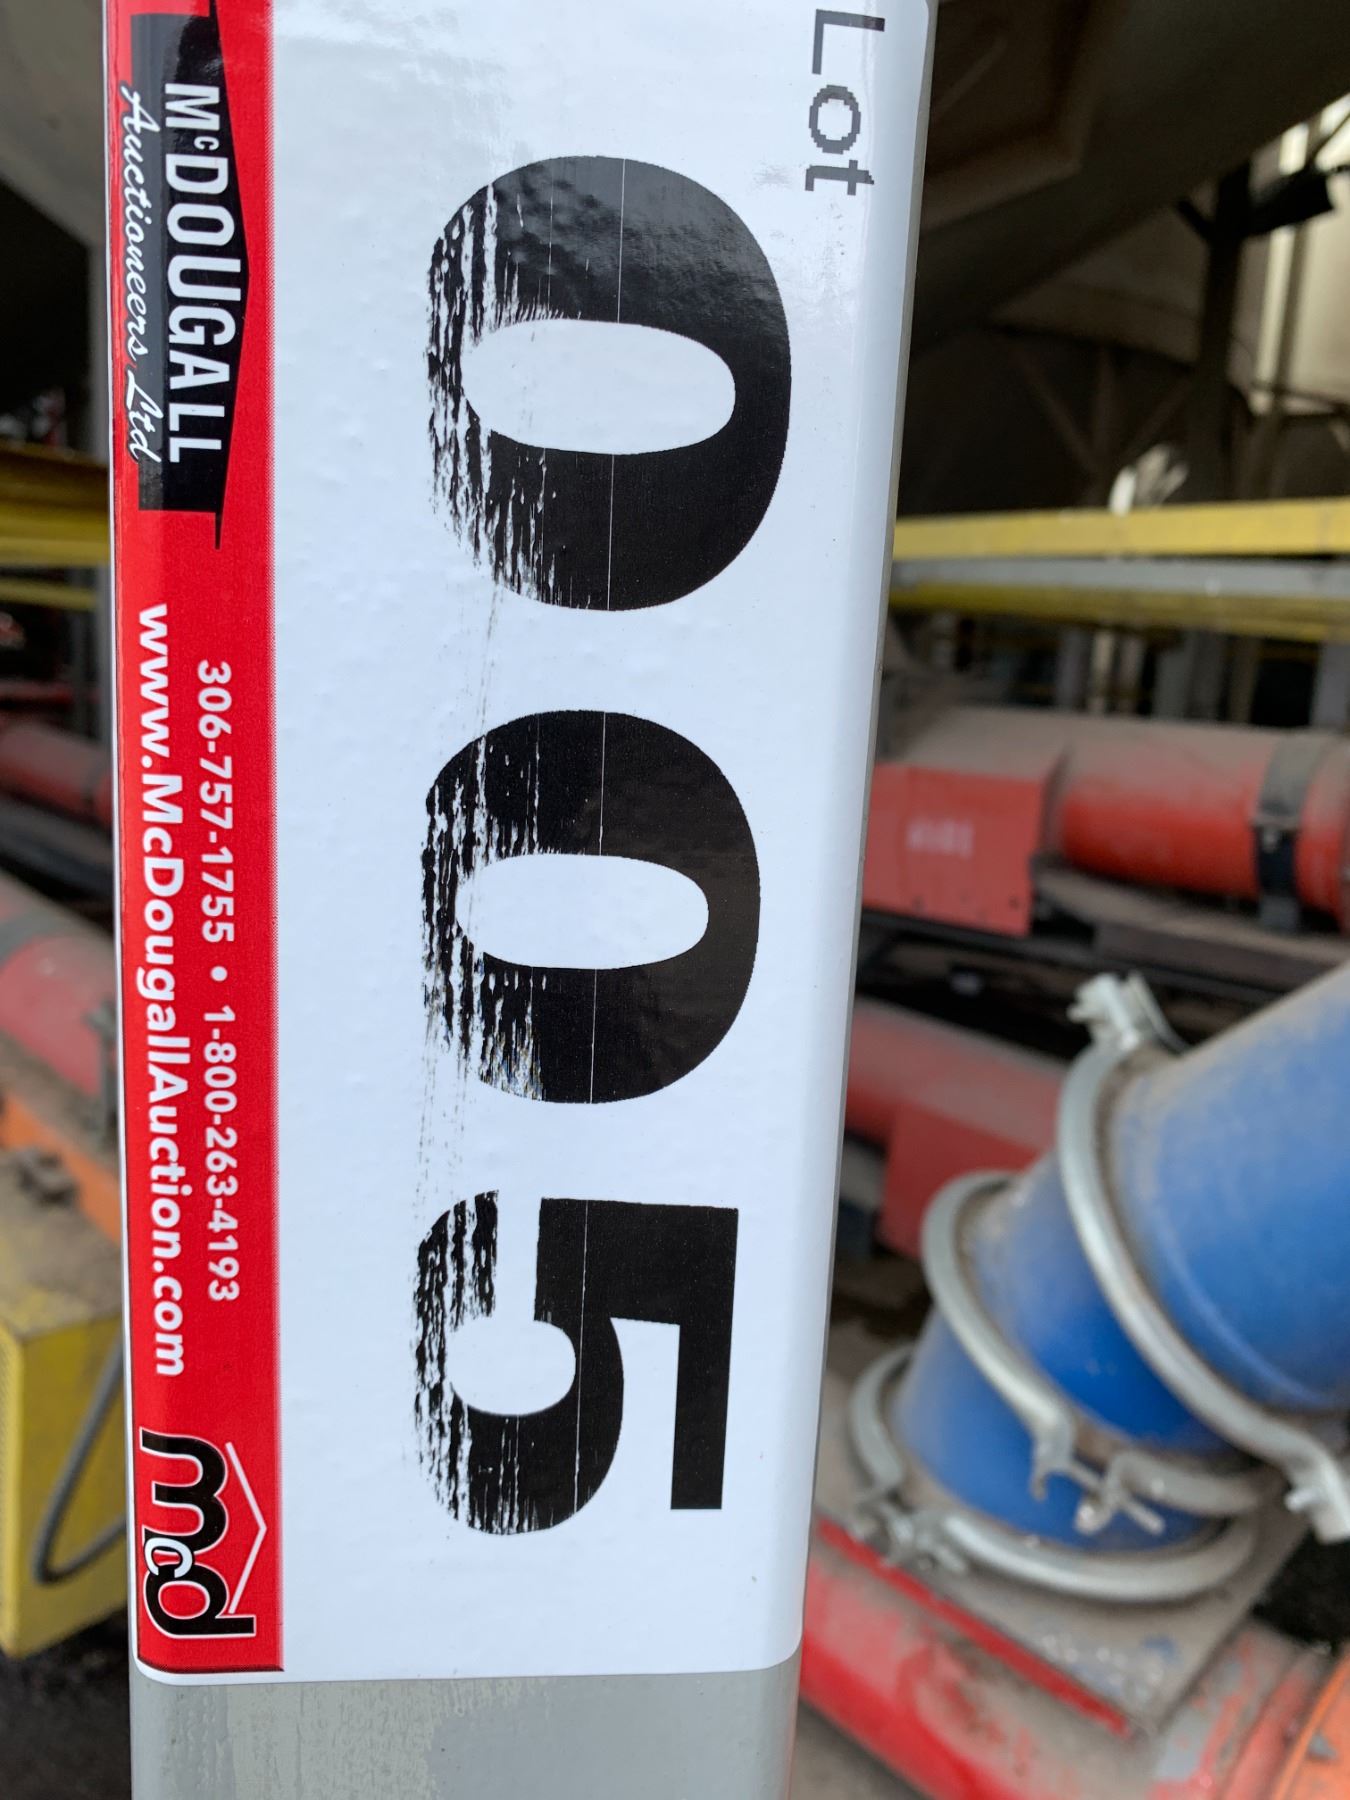 Lot
005
McDOUGALL
Auctioneers Ltd
306-757-1755 • 1-800-263-4193
www.McDougallAuction.com
mcd